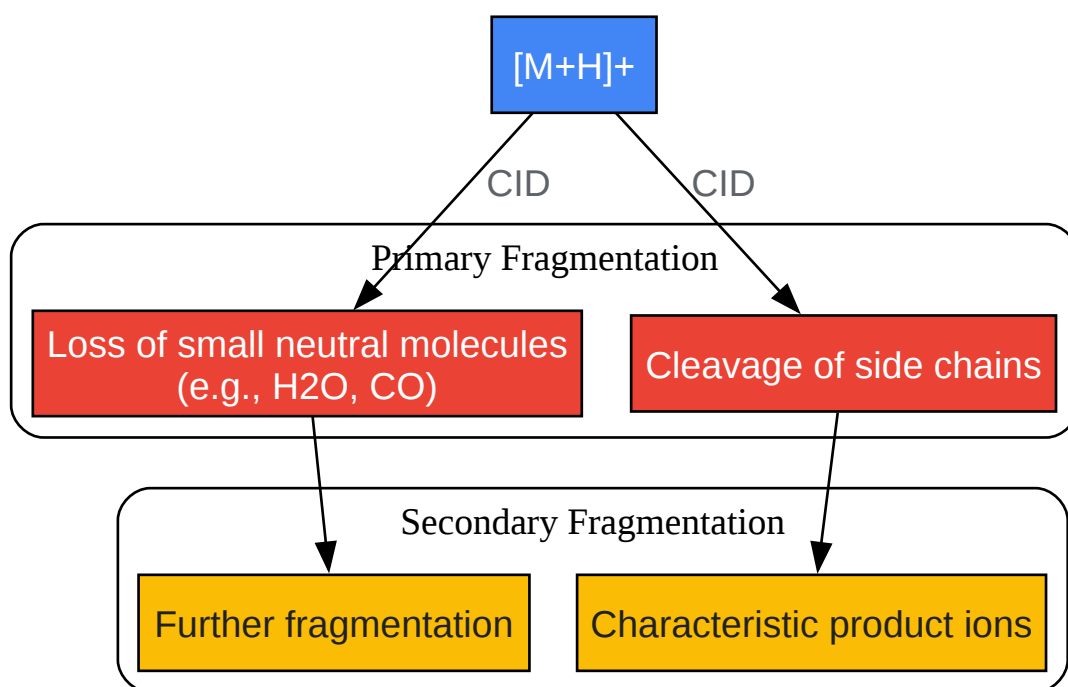 [M+H]+
CID
CID
Primary Fragmentation
Loss of small neutral molecules
(e.g., H2O, CO)
Cleavage of side chains
Secondary Fragmentation
Further fragmentation
Characteristic product ions